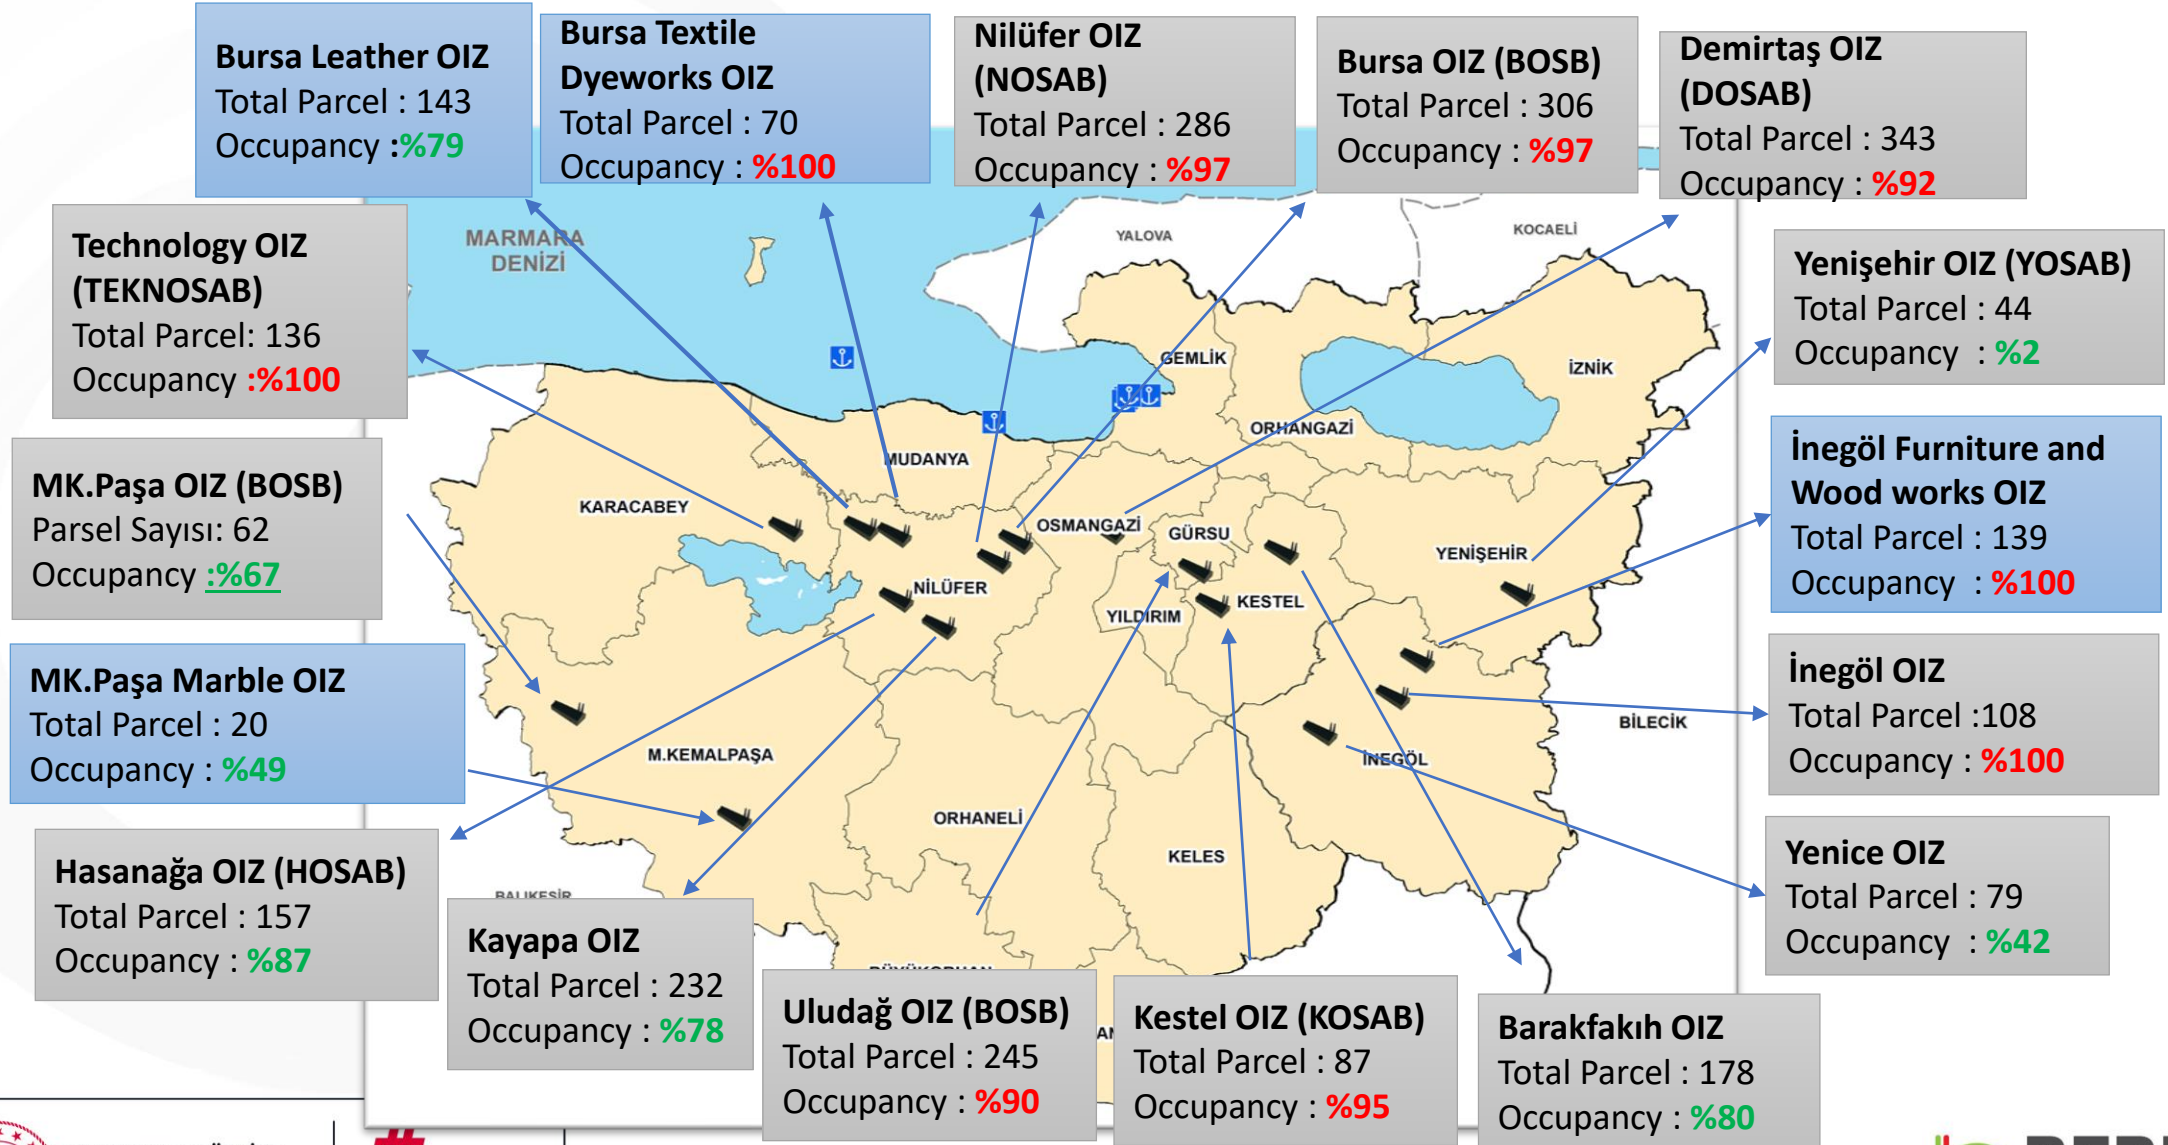 Bursa Leather OIZ
Total Parcel : 143
Occupancy :%79
Bursa Textile
Dyeworks OIZ
Total Parcel : 70
Occupancy : %100
Nilüfer OIZ
(NOSAB)
Total Parcel : 286
Occupancy : %97
Bursa OIZ (BOSB)
Total Parcel : 306
Occupancy : %97
Demirtaş OIZ
(DOSAB)
Total Parcel : 343
Occupancy : %92
Technology OIZ
(TEKNOSAB)
Total Parcel: 136
Occupancy :%100
Yenişehir OIZ (YOSAB)
Total Parcel : 44
Occupancy : %2
MK.Paşa OIZ (BOSB)
Parsel Sayısı: 62
Occupancy :%67
İnegöl Furniture and
Wood works OIZ
Total Parcel : 139
Occupancy : %100
MK.Paşa Marble OIZ
Total Parcel : 20
Occupancy : %49
İnegöl OIZ
Total Parcel :108
Occupancy : %100
Hasanağa OIZ (HOSAB)
Total Parcel : 157
Occupancy : %87
Kayapa OIZ
Total Parcel : 232
Occupancy : %78
Uludağ OIZ (BOSB)
Total Parcel : 245
Occupancy : %90
Kestel OIZ (KOSAB)
Total Parcel : 87
Occupancy : %95
Barakfakıh OIZ
Total Parcel : 178
Occupancy : %80
Yenice OIZ
Total Parcel : 79
Occupancy : %42
MARMARA
DENİZİ
YALOVA
KOCAELİ
GEMLİK
İZNİK
ORHANGAZİ
MUDANYA
KARACABEY
OSMANGAZİ
GÜRSU
YENİŞEHİR
NİLÜFER
YILDIRIM
KESTEL
BİLECİK
M.KEMALPAŞA
İNEGÖL
ORHANELİ
KELES
BALIKESİR